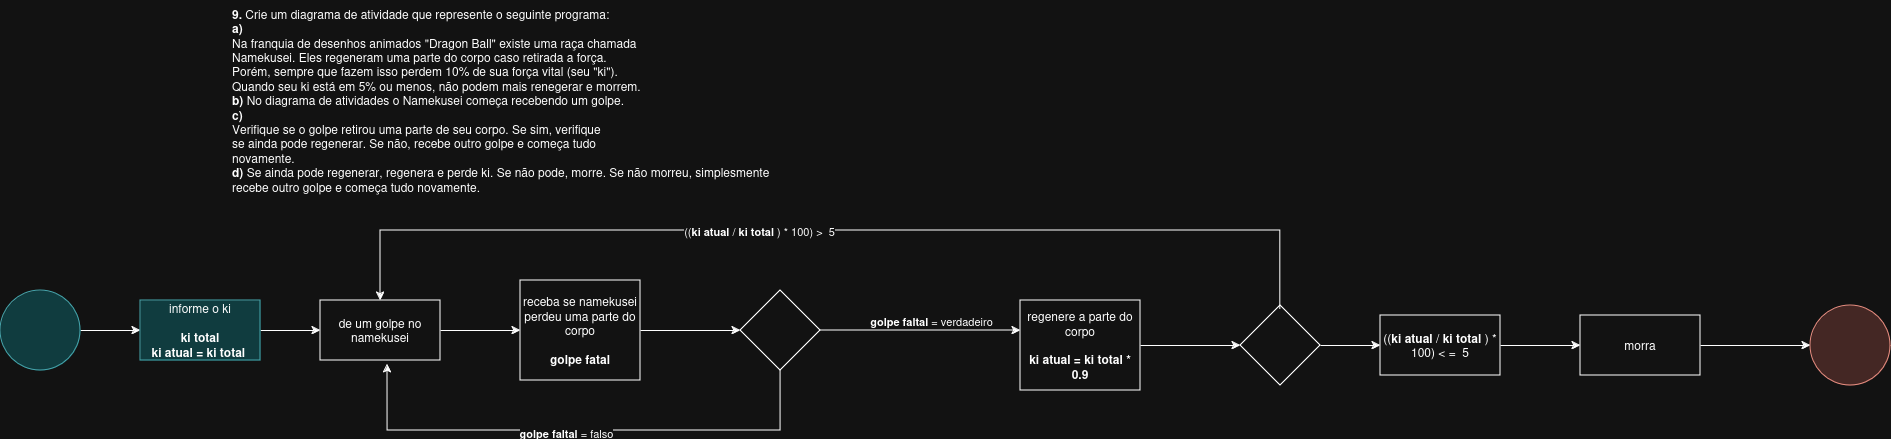 9. Crie um diagrama de atividade que represente o seguinte programa:
a)
Na franquia de desenhos animados "Dragon Ball" existe uma raça chamada
Namekusei. Eles regeneram uma parte do corpo caso retirada a força.
Porém, sempre que fazem isso perdem 10% de sua força vital (seu "ki").
Quando seu ki está em 5% ou menos, não podem mais renegerar e morrem.
b) No diagrama de atividades o Namekusei começa recebendo um golpe.
c)
Verifique se o golpe retirou uma parte de seu corpo. Se sim, verifique
se ainda pode regenerar. Se não, recebe outro golpe e começa tudo
novamente.
d) Se ainda pode regenerar, regenera e perde ki. Se não pode, morre. Se não morreu, simplesmente
recebe outro golpe e começa tudo novamente.
((ki atual / ki total ) * 100) > 5
informe o ki
ki total
ki atual = ki total
de um golpe no
namekusei
receba se namekusei
perdeu uma parte do
corpo
golpe fatal
golpe faltal = verdadeiro
regenere a parte do
corpo
ki atual = ki total *
0.9
((ki atual / ki total ) *
100) < = 5
morra
golpe faltal = falso